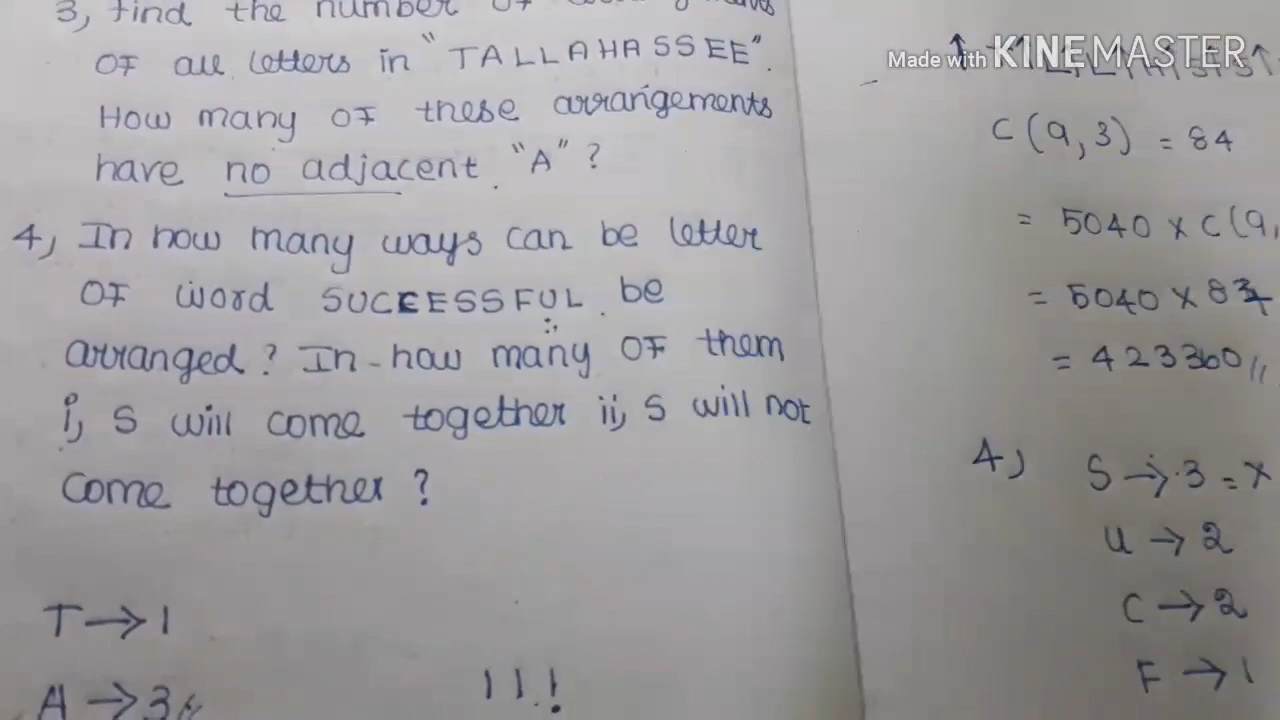 3, find the number of
of all letters in "TALLAHASSEE".
How many of these arrangements
have no adjacent "A"?
4, In how many ways can be letter
of word SUCCESSFUL be
arranged? In how many of them
i, S will come together ii, S will not
come together?
T → 1
A → 3
11!
Made with KINEMASTER
C(9,3) = 84
= 5040 x C(9,
= 5040 x 84
= 423360 //
4) S → 3 = x
U → 2
C → 2
F → 1